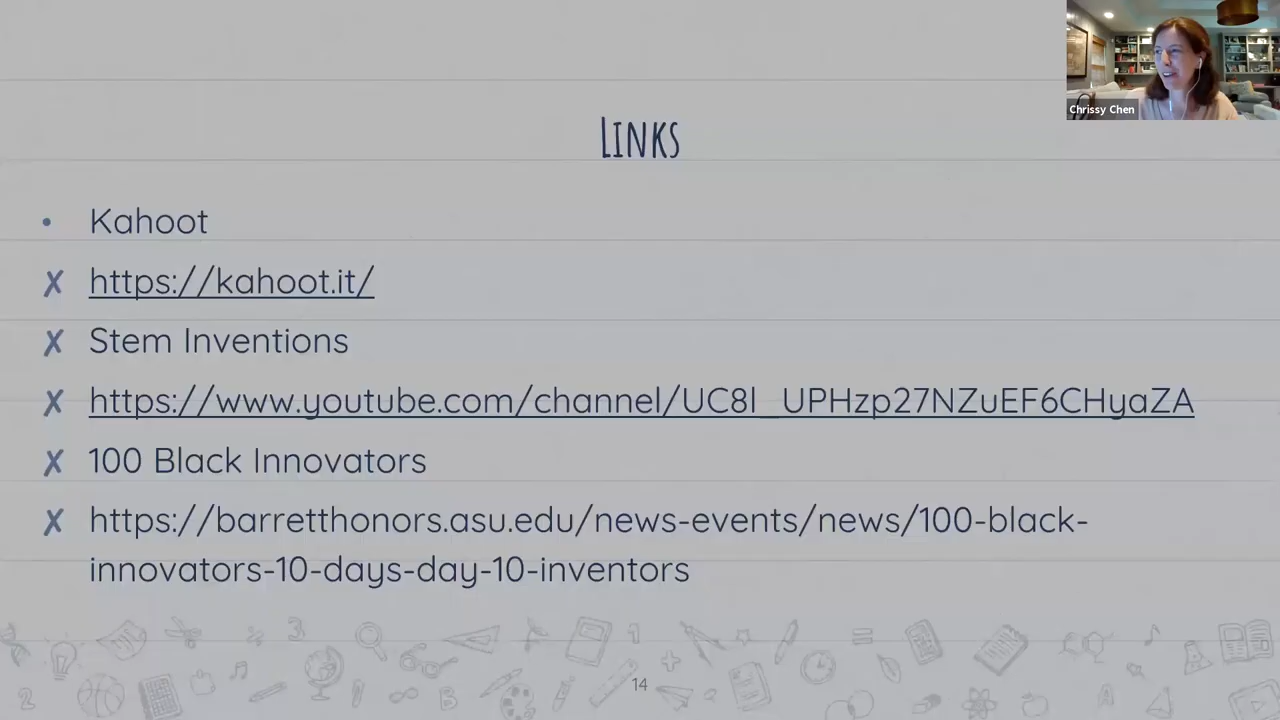 Chrissy Chen
Links
Kahoot
https://kahoot.it/
Stem Inventions
https://www.youtube.com/channel/UC8l_UPHzp27NZuEF6CHyaZA
100 Black Innovators
https://barretthonors.asu.edu/news-events/news/100-black-
innovators-10-days-day-10-inventors
14